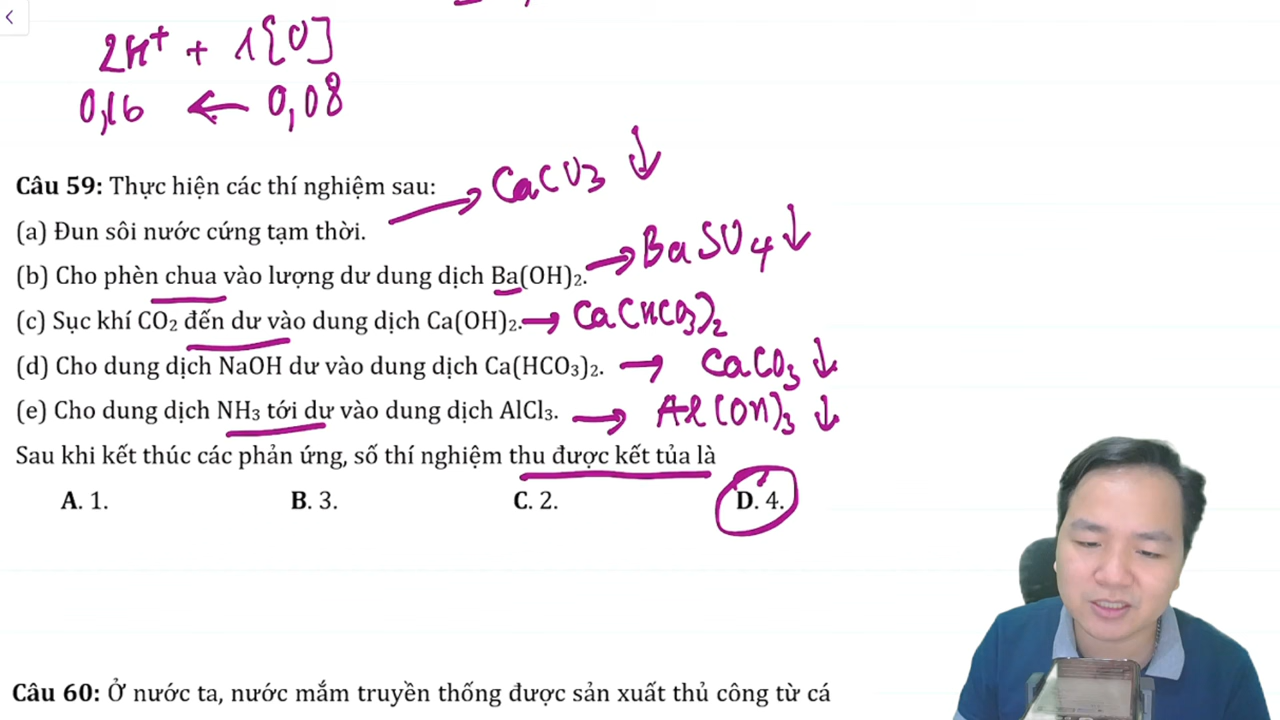 2H⁺ + 1[O]
0,16 ← 0,08
Câu 59: Thực hiện các thí nghiệm sau: → CaCO3 ↓
(a) Đun sôi nước cứng tạm thời.
(b) Cho phèn chua vào lượng dư dung dịch Ba(OH)₂. → BaSO4 ↓
(c) Sục khí CO₂ đến dư vào dung dịch Ca(OH)₂. → Ca(HCO3)2
(d) Cho dung dịch NaOH dư vào dung dịch Ca(HCO₃)₂. → CaCO3 ↓
(e) Cho dung dịch NH₃ tới dư vào dung dịch AlCl₃. → Al(OH)3 ↓
Sau khi kết thúc các phản ứng, số thí nghiệm thu được kết tủa là
A. 1. B. 3. C. 2. D. 4.
Câu 60: Ở nước ta, nước mắm truyền thống được sản xuất thủ công từ cá